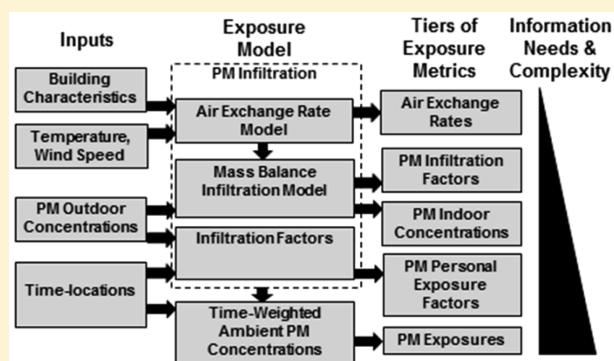 Inputs
Exposure
Model
Tiers of
Exposure
Metrics
Information
Needs &
Complexity
Building
Characteristics
Temperature,
Wind Speed
PM Outdoor
Concentrations
Time-locations
PM Infiltration
Air Exchange Rate
Model
Mass Balance
Infiltration Model
Infiltration Factors
Time-Weighted
Ambient PM
Concentrations
Air Exchange
Rates
PM Infiltration
Factors
PM Indoor
Concentrations
PM Personal
Exposure
Factors
PM Exposures